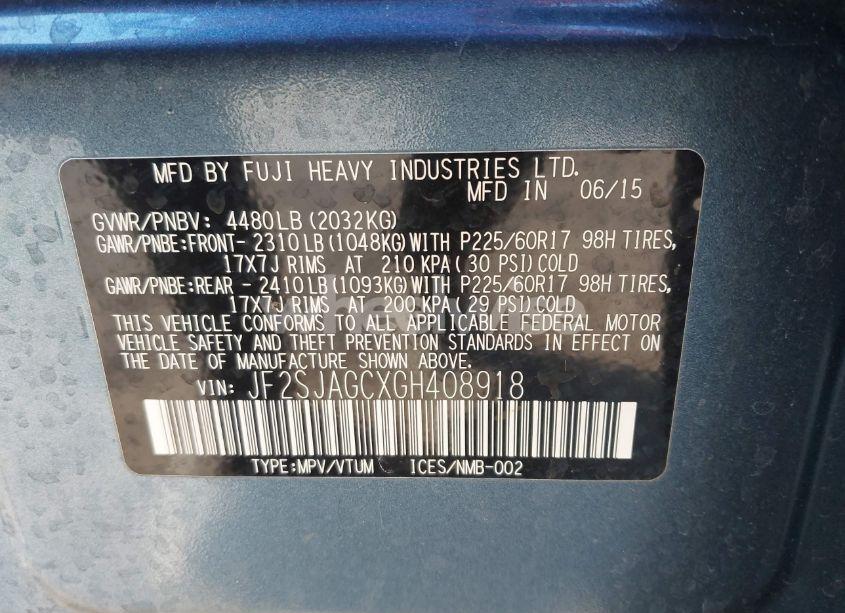 MFD BY FUJI HEAVY INDUSTRIES LTD.
MFD IN 06/15
GVWR/PNBV: 4480LB(2032KG)
GAWR/PNBE:FRONT- 2310LB(1048KG)WITH P225/60R17 98H TIRES,
17X7J RIMS AT 210 KPA(30 PSI)COLD
GAWR/PNBE:REAR - 2410LB(1093KG)WITH P225/60R17 98H TIRES,
17X7J RIMS AT 200 KPA(29 PSI)COLD
THIS VEHICLE CONFORMS TO ALL APPLICABLE FEDERAL MOTOR
VEHICLE SAFETY AND THEFT PREVENTION STANDARDS IN EFFECT ON
THE DATE OF MANUFACTURE SHOWN ABOVE.
VIN: JF2SJAGCXGH408918
TYPE:MPV/VTUM ICES/NMB-002